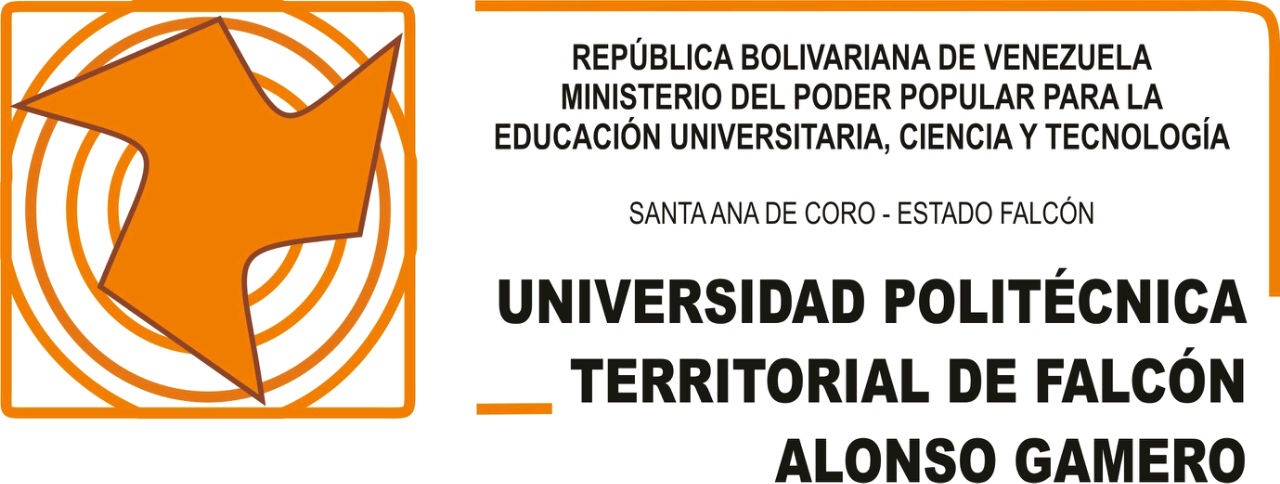 REPÚBLICA BOLIVARIANA DE VENEZUELA
MINISTERIO DEL PODER POPULAR PARA LA
EDUCACIÓN UNIVERSITARIA, CIENCIA Y TECNOLOGÍA
SANTA ANA DE CORO - ESTADO FALCÓN
UNIVERSIDAD POLITÉCNICA
TERRITORIAL DE FALCÓN
ALONSO GAMERO